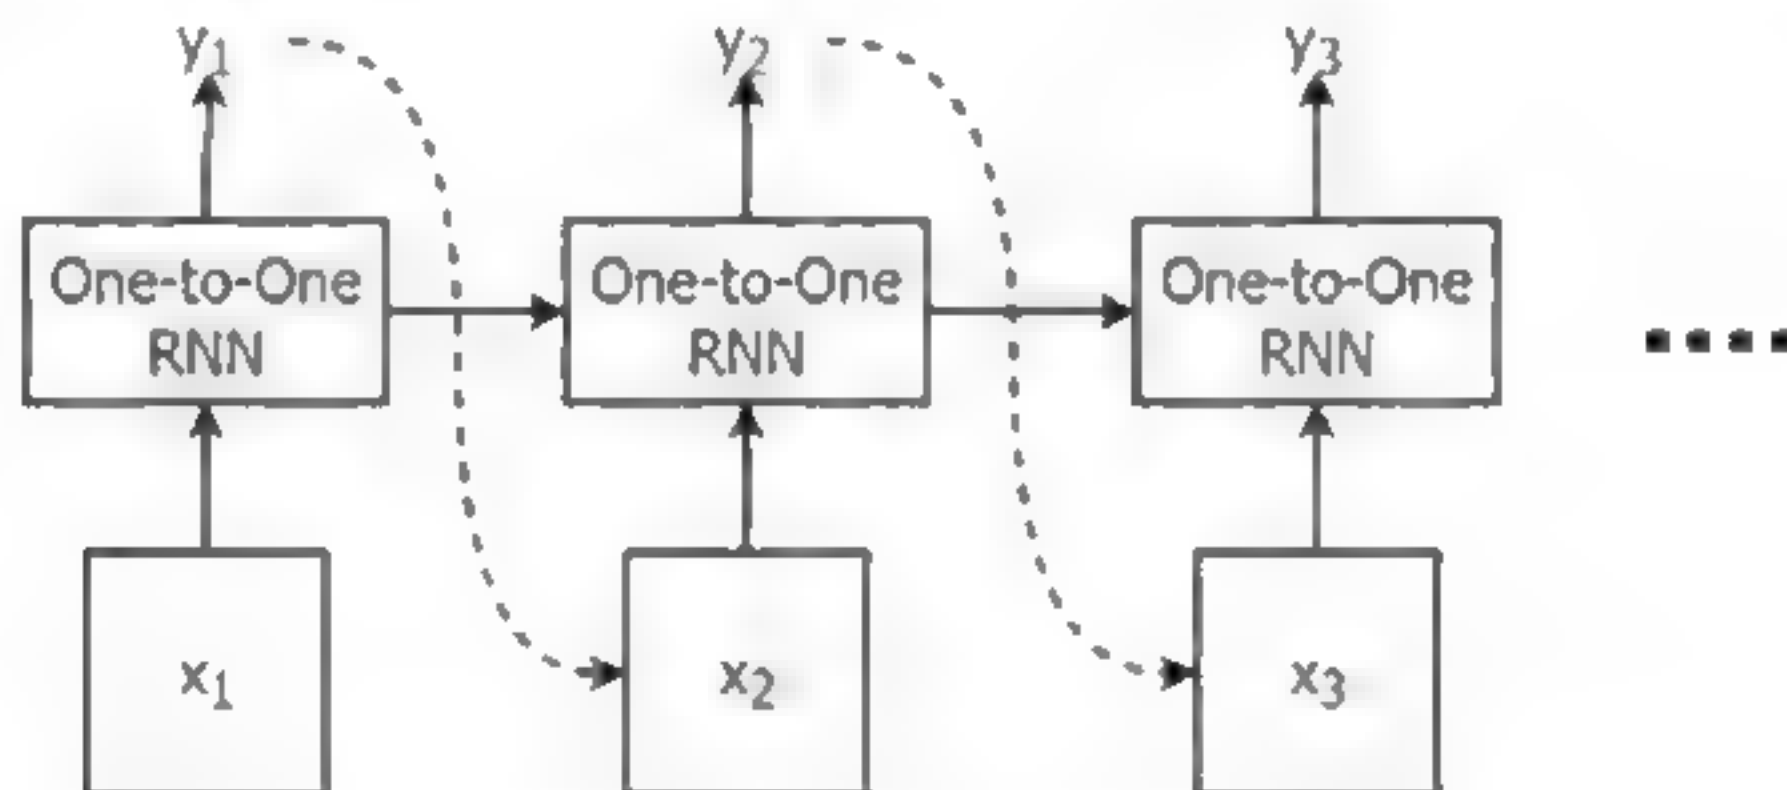 y₁ y₂ y₃
One-to-One One-to-One One-to-One
RNN RNN RNN
x₁ x₂ x₃